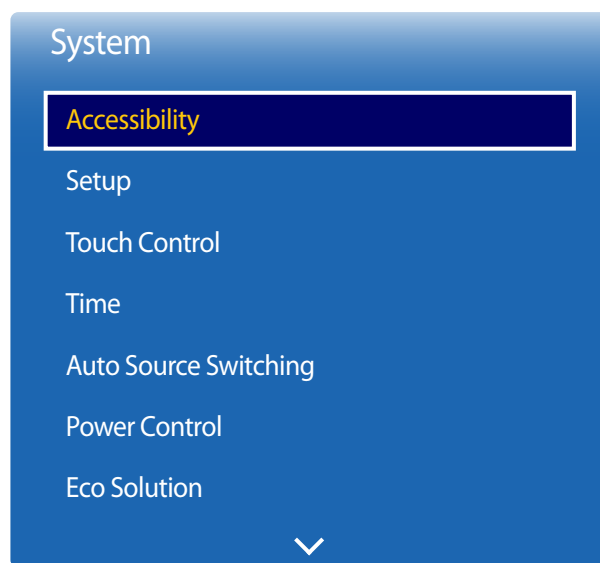 System
Accessibility
Setup
Touch Control
Time
Auto Source Switching
Power Control
Eco Solution